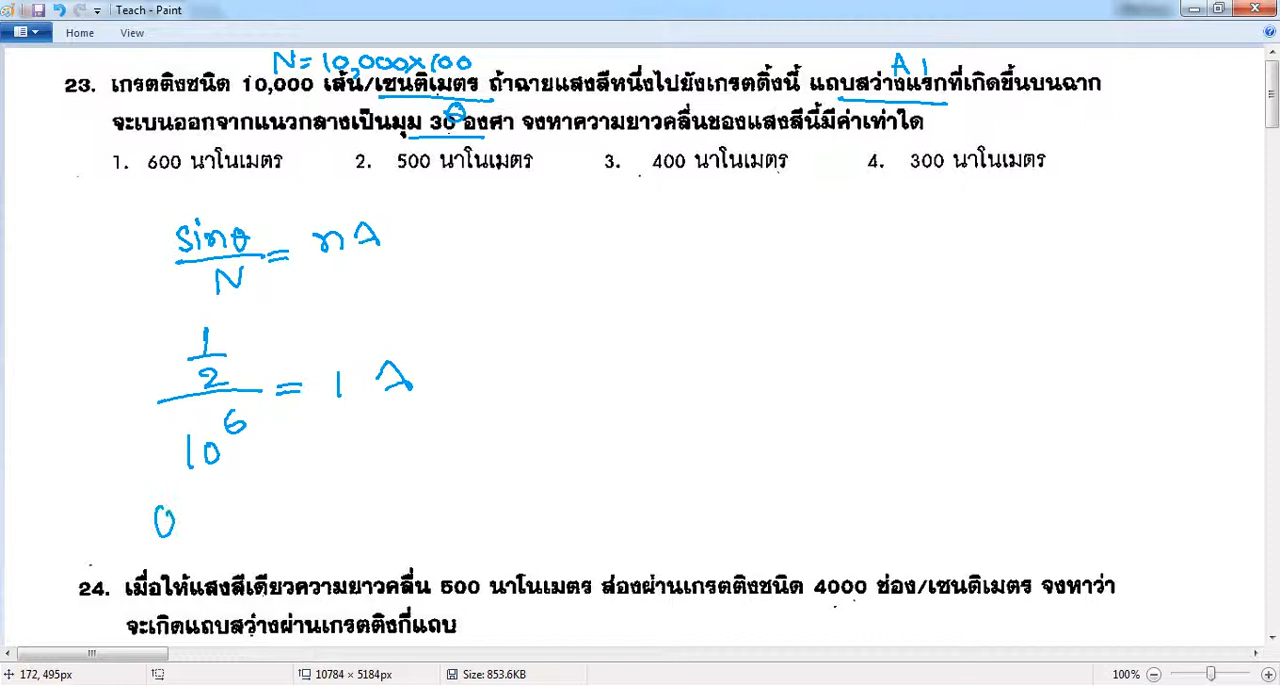 Teach - Paint
Home View
N = 10,000×100
A 1
23. เกรตติงชนิด 10,000 เส้น/เซนติเมตร ถ้าฉายแสงสีหนึ่งไปยังเกรตติ้งนี้ แถบสว่างแรกที่เกิดขึ้นบนฉาก
θ
จะเบนออกจากแนวกลางเป็นมุม 30 องศา จงหาความยาวคลื่นของแสงสีนี้มีค่าเท่าใด
1. 600 นาโนเมตร 2. 500 นาโนเมตร 3. 400 นาโนเมตร 4. 300 นาโนเมตร
sinθ
N = nλ
1
2 = 1 λ
10^6
0
24. เมื่อให้แสงสีเดียวความยาวคลื่น 500 นาโนเมตร ส่องผ่านเกรตติงชนิด 4000 ช่อง/เซนติเมตร จงหาว่า
จะเกิดแถบสว่างผ่านเกรตติงกี่แถบ
172, 495px 10784 × 5184px Size: 893.6KB 100%